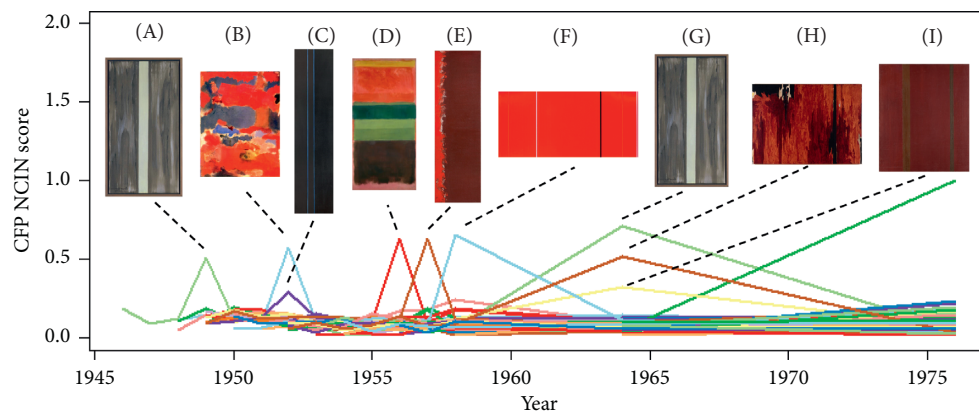 2.0
1.5
1.0
0.5
0.0
CFP NCIN score
(A)
(B)
(C)
(D)
(E)
(F)
(G)
(H)
(I)
1945 1950 1955 1960 1965 1970 1975
Year